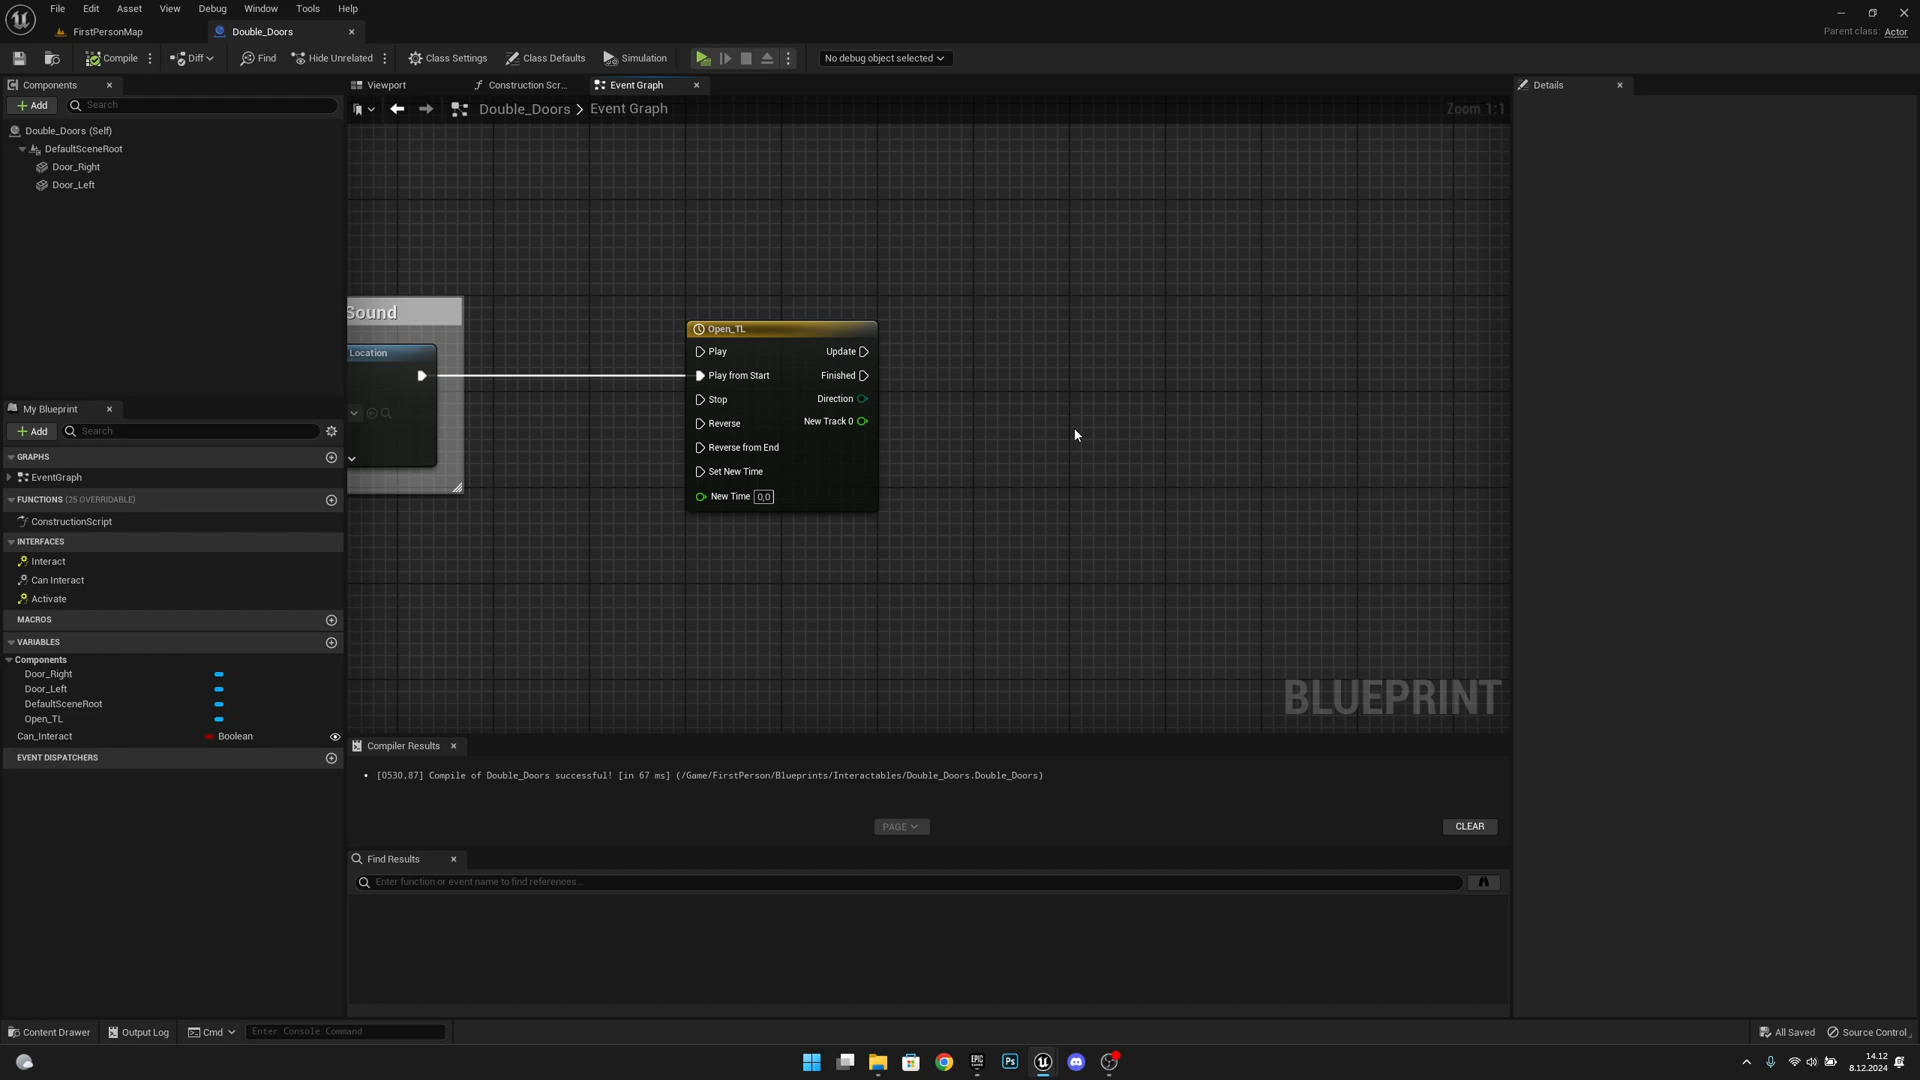 File Edit Asset View Debug Window Tools Help
FirstPersonMap
Double_Doors
Parent class: Actor
Compile
Diff
Find
Hide Unrelated
Class Settings
Class Defaults
Simulation
No debug object selected
Components
Add
Search
Double_Doors (Self)
DefaultSceneRoot
Door_Right
Door_Left
Viewport
Construction Scr...
Event Graph
Double_Doors > Event Graph
Zoom 1:1
Details
Sound
Location
Open_TL
Play
Update
Play from Start
Finished
Stop
Direction
Reverse
New Track 0
Reverse from End
Set New Time
New Time 0,0
BLUEPRINT
My Blueprint
Add
Search
GRAPHS
EventGraph
FUNCTIONS (25 OVERRIDABLE)
ConstructionScript
INTERFACES
Interact
Can Interact
Activate
MACROS
VARIABLES
Components
Door_Right
Door_Left
DefaultSceneRoot
Open_TL
Can_Interact Boolean
EVENT DISPATCHERS
Compiler Results
[0530,87] Compile of Double_Doors successful! [in 67 ms] (/Game/FirstPerson/Blueprints/Interactables/Double_Doors.Double_Doors)
PAGE
CLEAR
Find Results
Enter function or event name to find references...
Content Drawer
Output Log
Cmd
Enter Console Command
All Saved
Source Control
EPIC
GAMES
Ps
14.12
8.12.2024